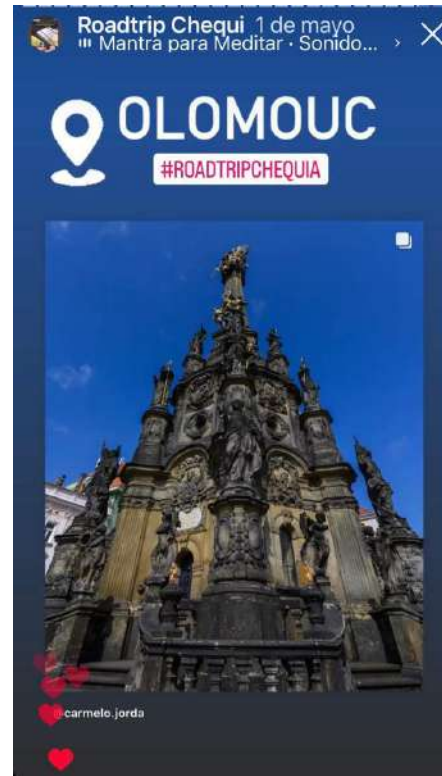 Roadtrip Chequi 1 de mayo
Mantra para Meditar · Sonido... ›
OLOMOUC
#ROADTRIPCHEQUIA
@carmelo.jorda